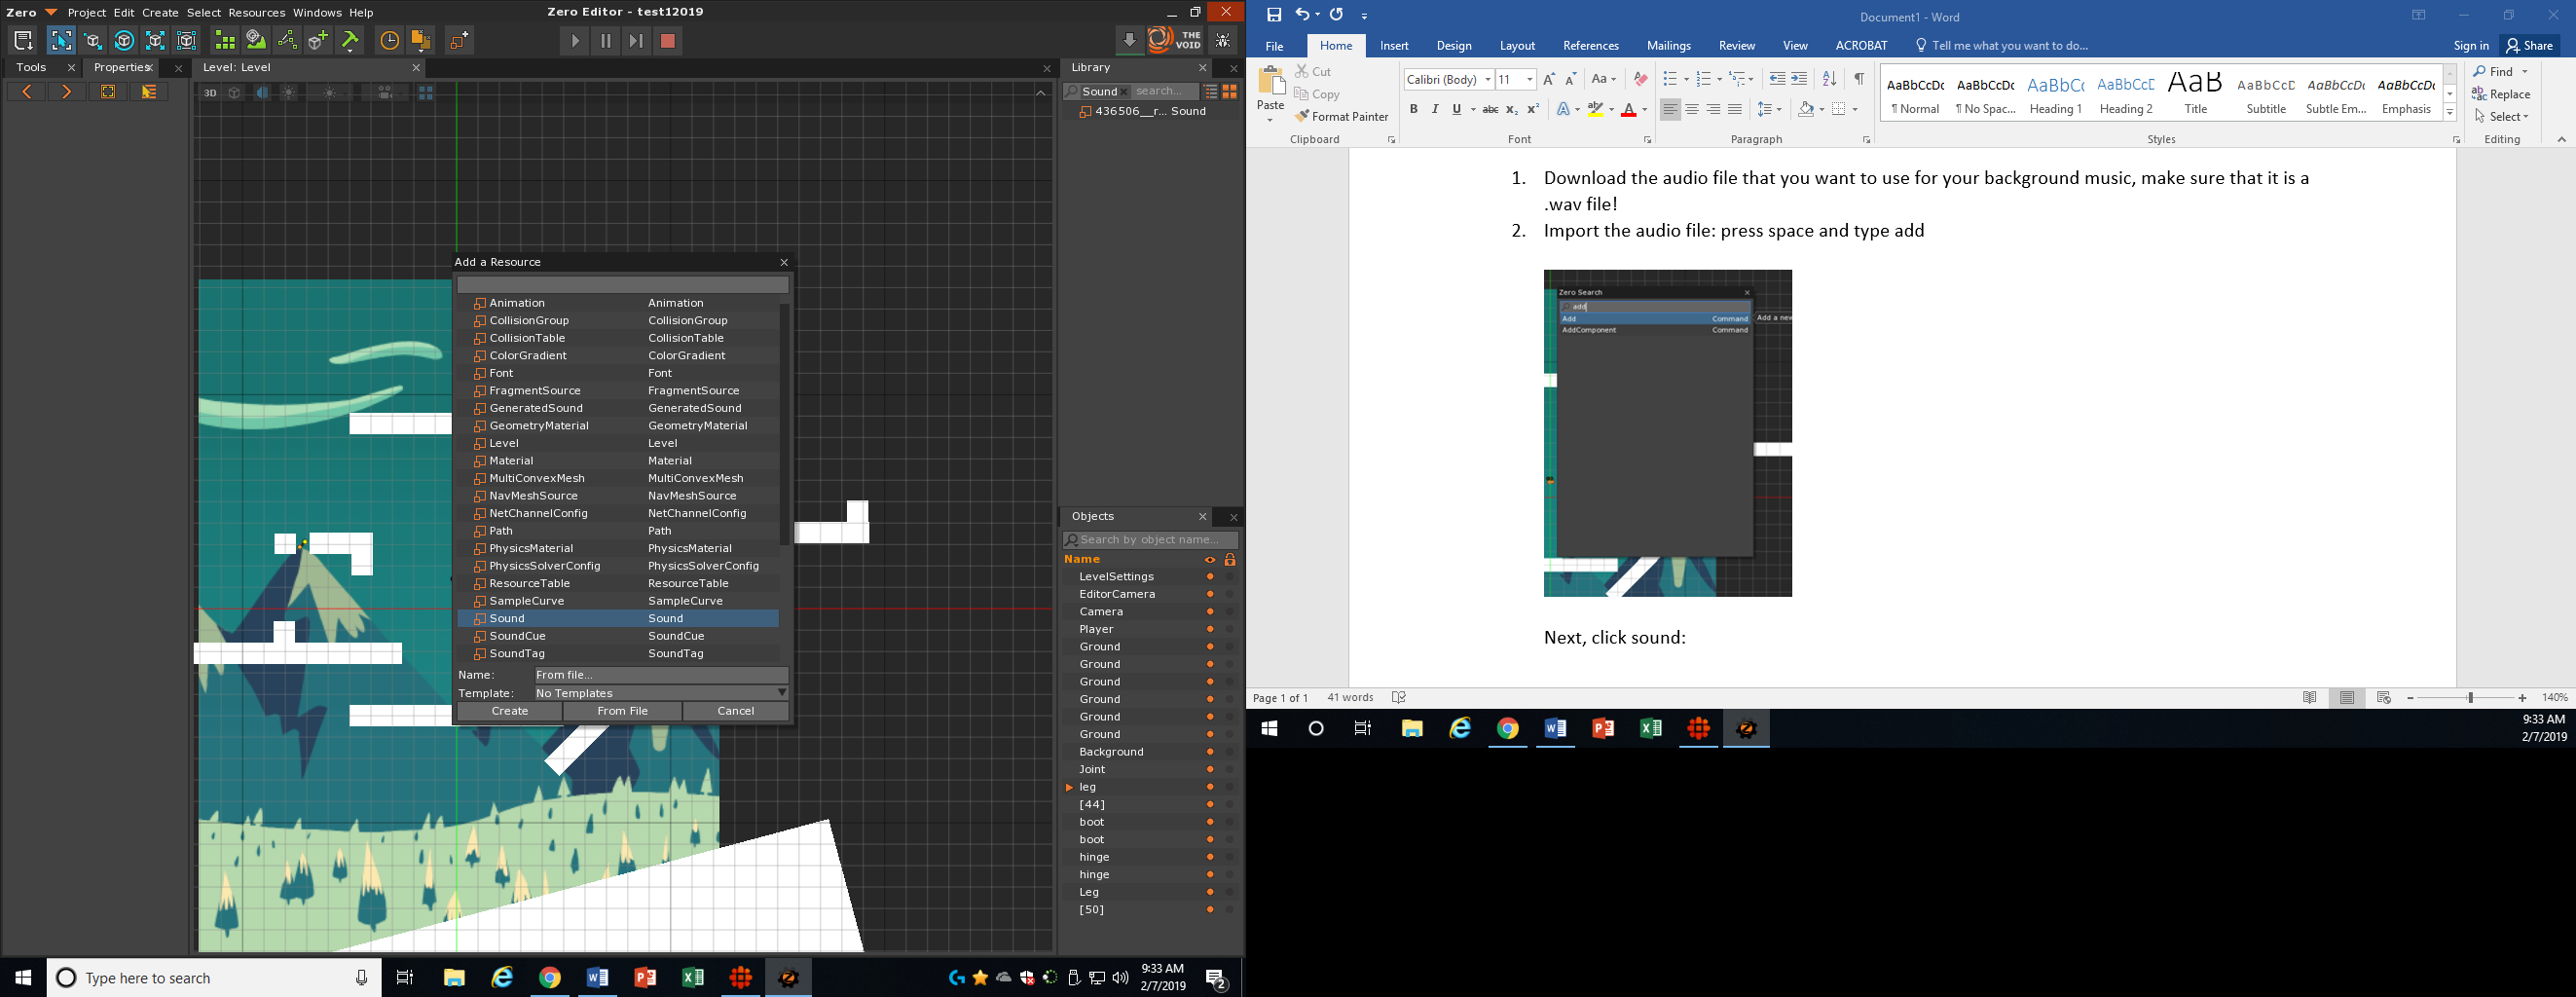 Zero Project Edit Create Select Resources Windows Help
Zero Editor - test12019
THE VOID
Tools
Properties
Level: Level
3D
Library
Sound search...
436506__r... Sound
Add a Resource
Animation Animation
CollisionGroup CollisionGroup
CollisionTable CollisionTable
ColorGradient ColorGradient
Font Font
FragmentSource FragmentSource
GeneratedSound GeneratedSound
GeometryMaterial GeometryMaterial
Level Level
Material Material
MultiConvexMesh MultiConvexMesh
NavMeshSource NavMeshSource
NetChannelConfig NetChannelConfig
Path Path
PhysicsMaterial PhysicsMaterial
PhysicsSolverConfig PhysicsSolverConfig
ResourceTable ResourceTable
SampleCurve SampleCurve
Sound Sound
SoundCue SoundCue
SoundTag SoundTag
Name: From file...
Template: No Templates
Create From File Cancel
Objects
Search by object name...
Name
LevelSettings
EditorCamera
Camera
Player
Ground
Ground
Ground
Ground
Ground
Ground
Background
Joint
leg
[44]
boot
boot
hinge
hinge
Leg
[50]
Type here to search
9:33 AM
2/7/2019
2
Document1 - Word
File Home Insert Design Layout References Mailings Review View ACROBAT Tell me what you want to do... Sign in Share
Paste
Cut
Copy
Format Painter
Clipboard
Calibri (Body) 11
Font
Paragraph
AaBbCcDc AaBbCcDc AaBbCc AaBbCcD AaB AaBbCcD AaBbCcDc AaBbCcDc
¶ Normal ¶ No Spac... Heading 1 Heading 2 Title Subtitle Subtle Em... Emphasis
Styles
Find
Replace
Select
Editing
1. Download the audio file that you want to use for your background music, make sure that it is a
.wav file!
2. Import the audio file: press space and type add
Zero Search
add
Add Command
Add a new
AddComponent Command
Next, click sound:
Page 1 of 1 41 words
140%
9:33 AM
2/7/2019